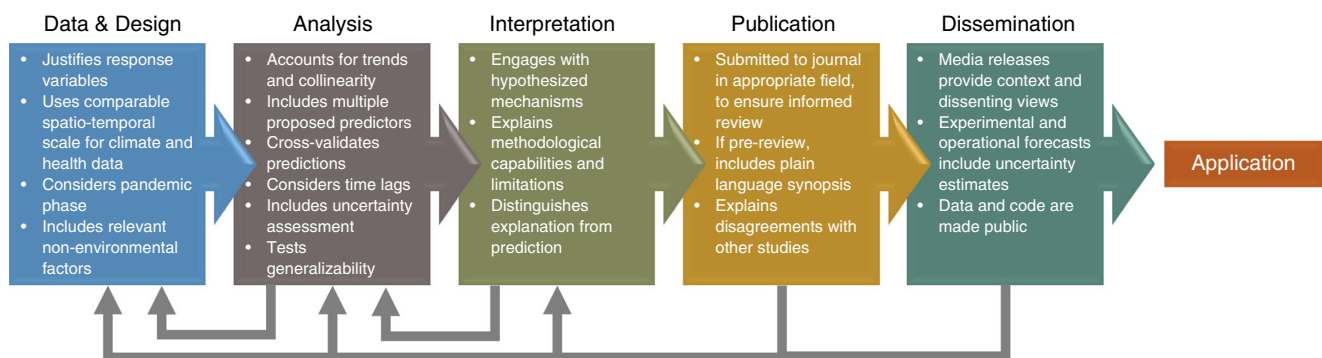 Data & Design
• Justifies response
variables
• Uses comparable
spatio-temporal
scale for climate and
health data
• Considers pandemic
phase
• Includes relevant
non-environmental
factors
Analysis
• Accounts for trends
and collinearity
• Includes multiple
proposed predictors
• Cross-validates
predictions
• Considers time lags
• Includes uncertainty
assessment
• Tests
generalizability
Interpretation
• Engages with
hypothesized
mechanisms
• Explains
methodological
capabilities and
limitations
• Distinguishes
explanation from
prediction
Publication
• Submitted to journal
in appropriate field,
to ensure informed
review
• If pre-review,
includes plain
language synopsis
• Explains
disagreements with
other studies
Dissemination
• Media releases
provide context and
dissenting views
• Experimental and
operational forecasts
include uncertainty
estimates
• Data and code are
made public
Application